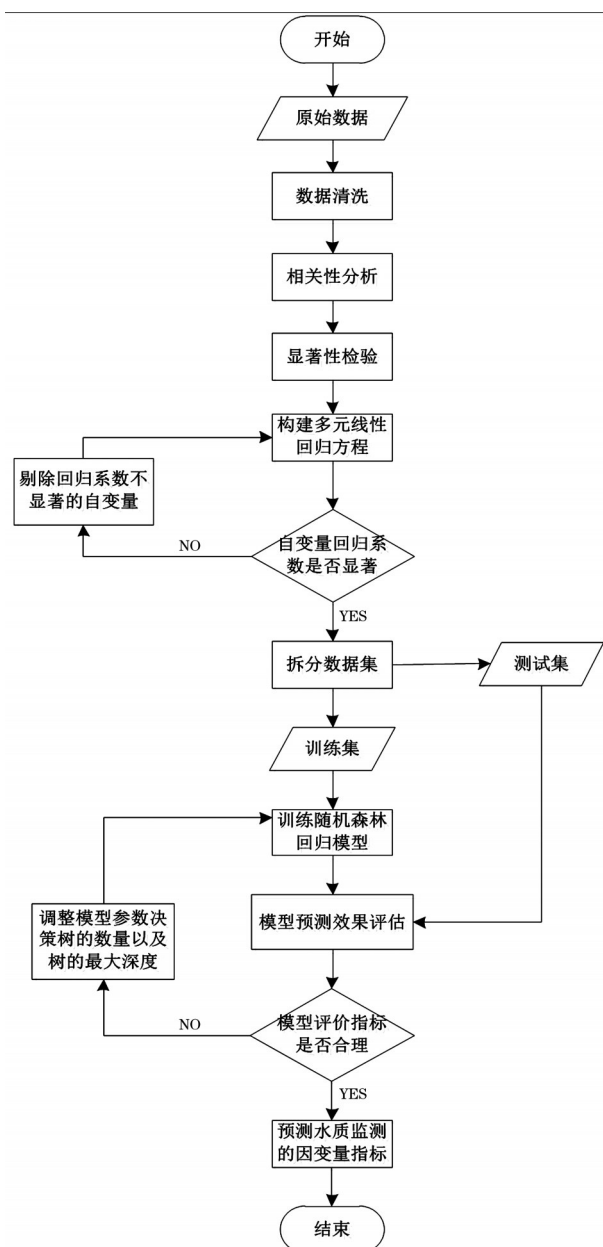 开始
原始数据
数据清洗
相关性分析
显著性检验
构建多元线性
回归方程
剔除回归系数不
显著的自变量
NO
自变量回归系
数是否显著
YES
拆分数据集
测试集
训练集
训练随机森林
回归模型
调整模型参数决
策树的数量以及
树的最大深度
模型预测效果评估
NO
模型评价指标
是否合理
YES
预测水质监测
的因变量指标
结束